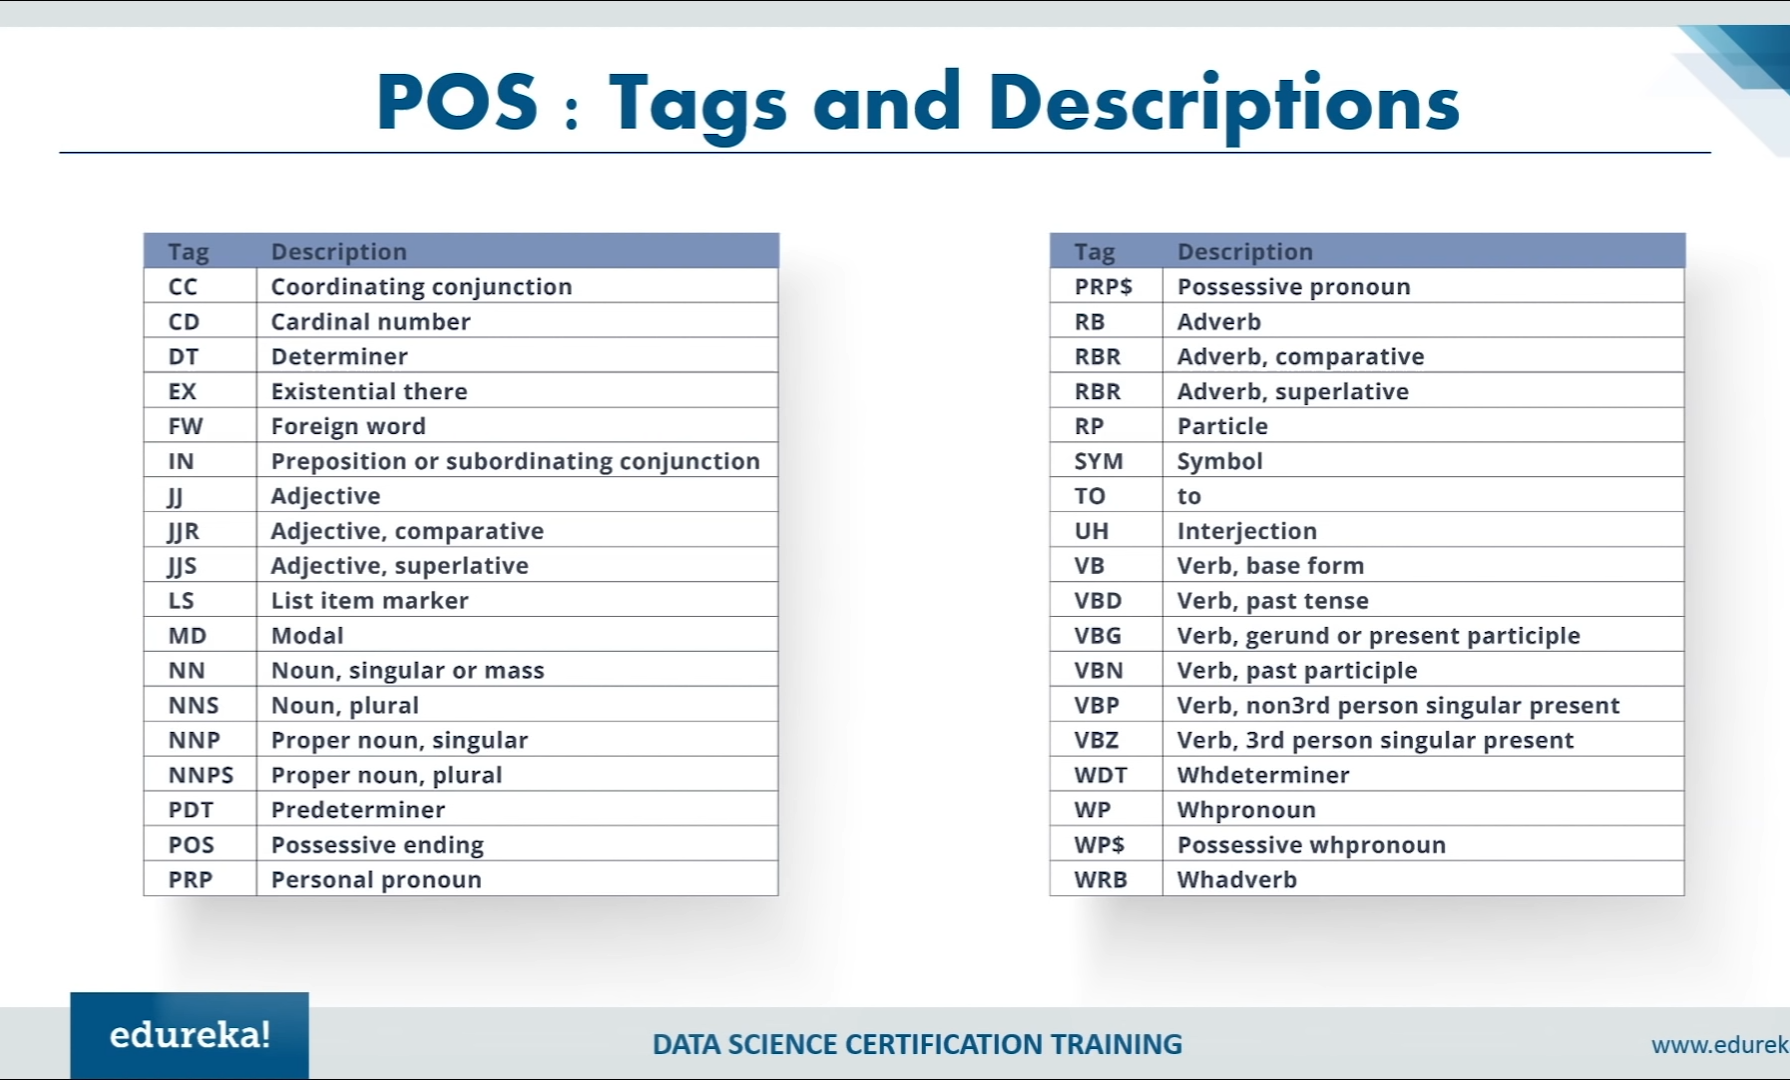 POS : Tags and Descriptions
Tag Description
CC Coordinating conjunction
CD Cardinal number
DT Determiner
EX Existential there
FW Foreign word
IN Preposition or subordinating conjunction
JJ Adjective
JJR Adjective, comparative
JJS Adjective, superlative
LS List item marker
MD Modal
NN Noun, singular or mass
NNS Noun, plural
NNP Proper noun, singular
NNPS Proper noun, plural
PDT Predeterminer
POS Possessive ending
PRP Personal pronoun
Tag Description
PRP$ Possessive pronoun
RB Adverb
RBR Adverb, comparative
RBR Adverb, superlative
RP Particle
SYM Symbol
TO to
UH Interjection
VB Verb, base form
VBD Verb, past tense
VBG Verb, gerund or present participle
VBN Verb, past participle
VBP Verb, non3rd person singular present
VBZ Verb, 3rd person singular present
WDT Whdeterminer
WP Whpronoun
WP$ Possessive whpronoun
WRB Whadverb
edureka!
DATA SCIENCE CERTIFICATION TRAINING
www.edurek